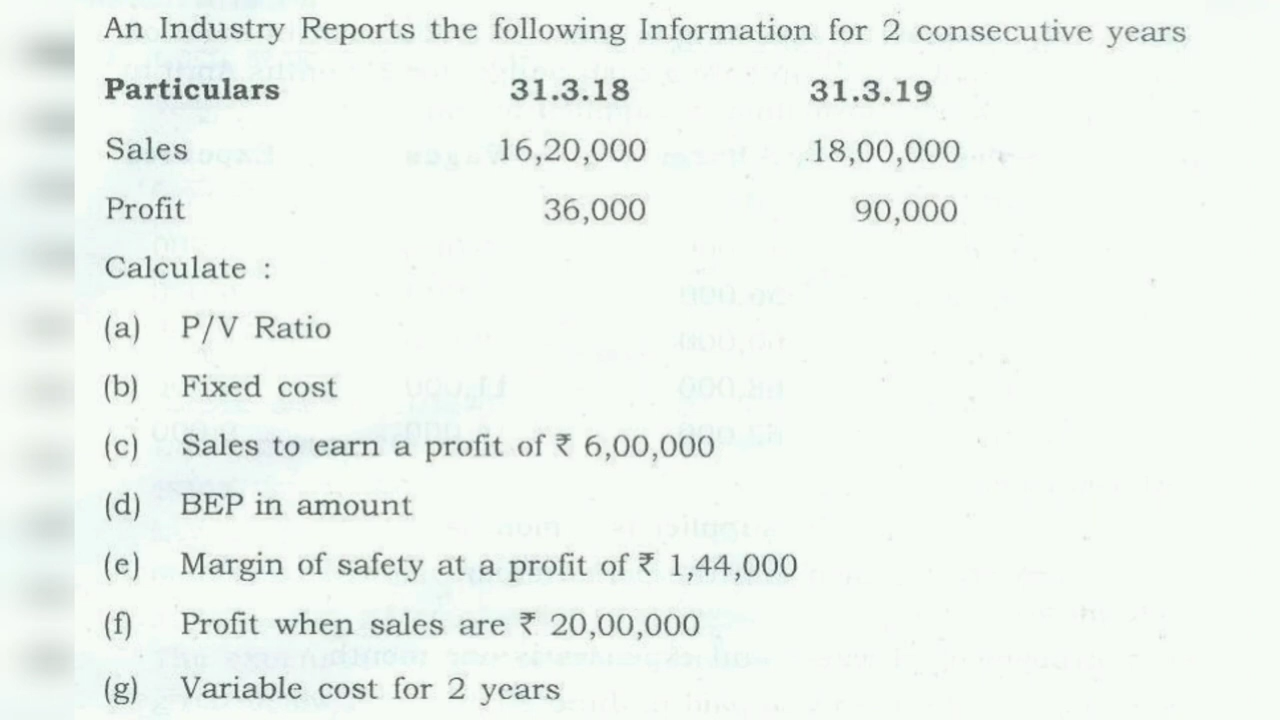 An Industry Reports the following Information for 2 consecutive years
Particulars 31.3.18 31.3.19
Sales 16,20,000 18,00,000
Profit 36,000 90,000
Calculate :
(a) P/V Ratio
(b) Fixed cost
(c) Sales to earn a profit of ₹ 6,00,000
(d) BEP in amount
(e) Margin of safety at a profit of ₹ 1,44,000
(f) Profit when sales are ₹ 20,00,000
(g) Variable cost for 2 years